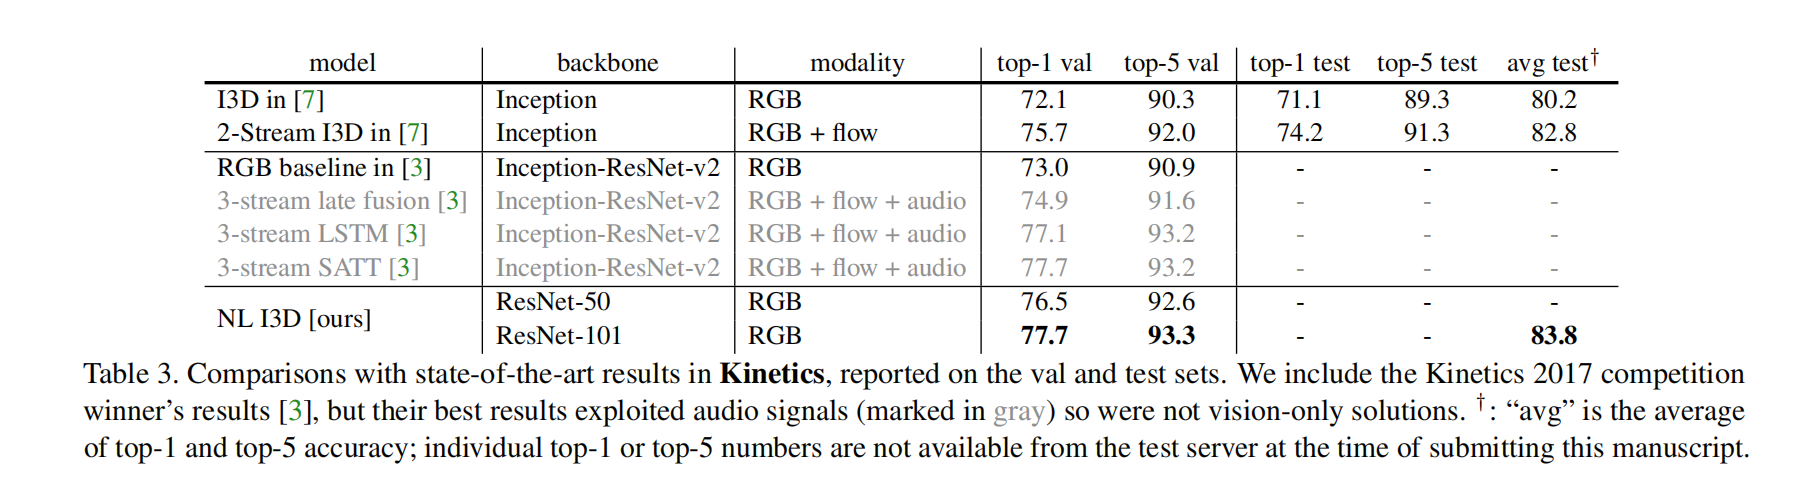 model backbone modality top-1 val top-5 val top-1 test top-5 test avg test†
I3D in [7] Inception RGB 72.1 90.3 71.1 89.3 80.2
2-Stream I3D in [7] Inception RGB + flow 75.7 92.0 74.2 91.3 82.8
RGB baseline in [3] Inception-ResNet-v2 RGB 73.0 90.9 - - -
3-stream late fusion [3] Inception-ResNet-v2 RGB + flow + audio 74.9 91.6 - - -
3-stream LSTM [3] Inception-ResNet-v2 RGB + flow + audio 77.1 93.2 - - -
3-stream SATT [3] Inception-ResNet-v2 RGB + flow + audio 77.7 93.2 - - -
NL I3D [ours] ResNet-50 RGB 76.5 92.6 - - -
ResNet-101 RGB 77.7 93.3 - - 83.8
Table 3. Comparisons with state-of-the-art results in Kinetics, reported on the val and test sets. We include the Kinetics 2017 competition
winner's results [3], but their best results exploited audio signals (marked in gray) so were not vision-only solutions. †: “avg” is the average
of top-1 and top-5 accuracy; individual top-1 or top-5 numbers are not available from the test server at the time of submitting this manuscript.